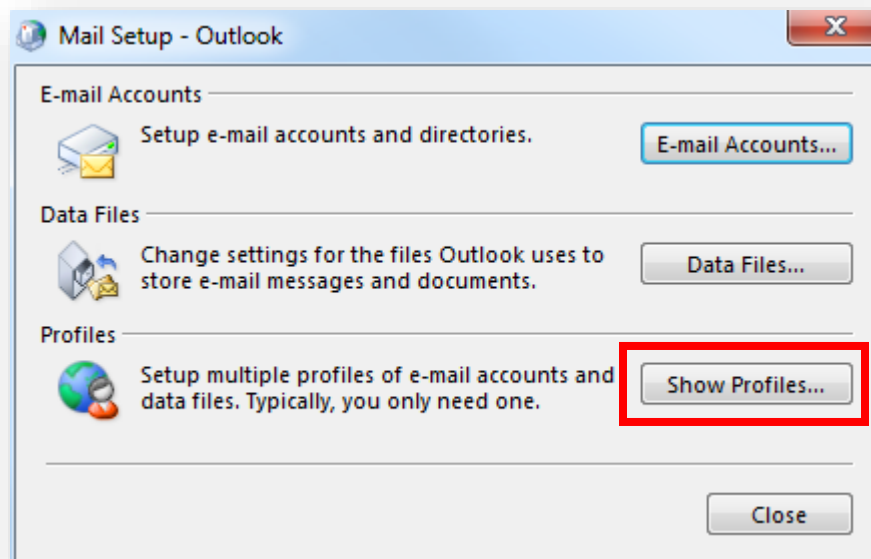 Mail Setup - Outlook
E-mail Accounts
Setup e-mail accounts and directories.
E-mail Accounts...
Data Files
Change settings for the files Outlook uses to
store e-mail messages and documents.
Data Files...
Profiles
Setup multiple profiles of e-mail accounts and
data files. Typically, you only need one.
Show Profiles...
Close